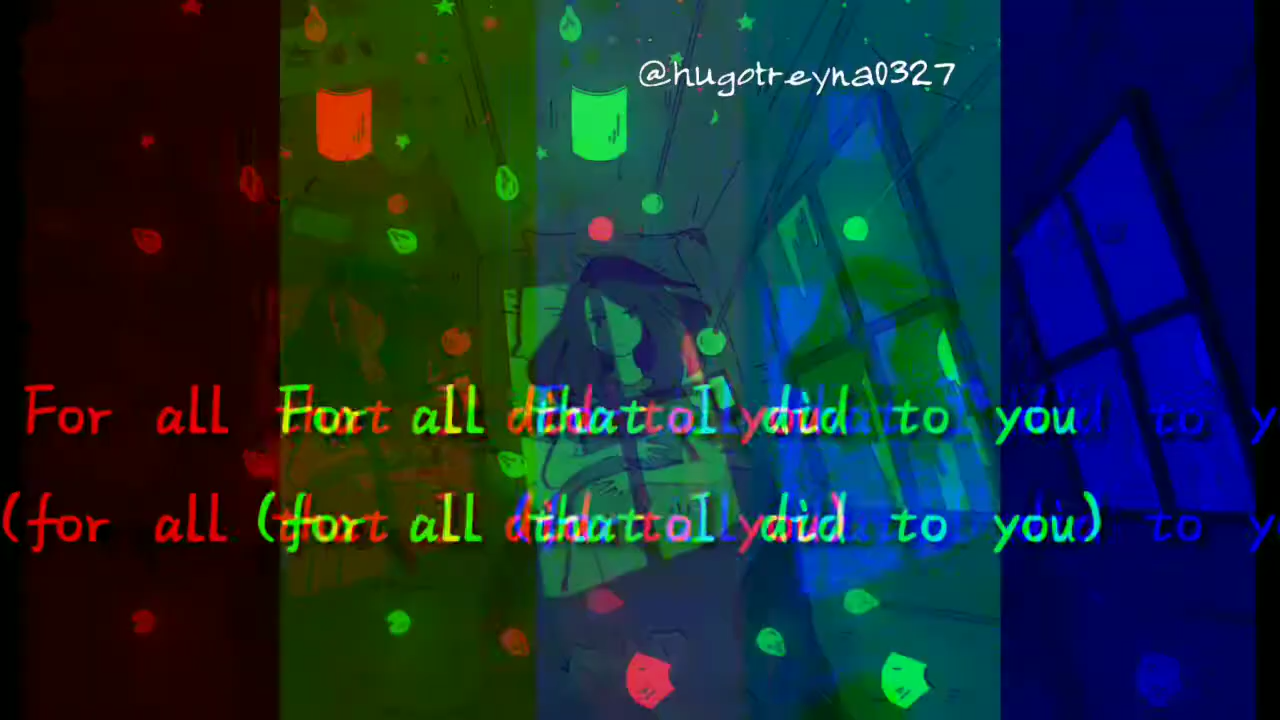 @hugotreyna0327
For all that I did to you
(for all that I did to you)